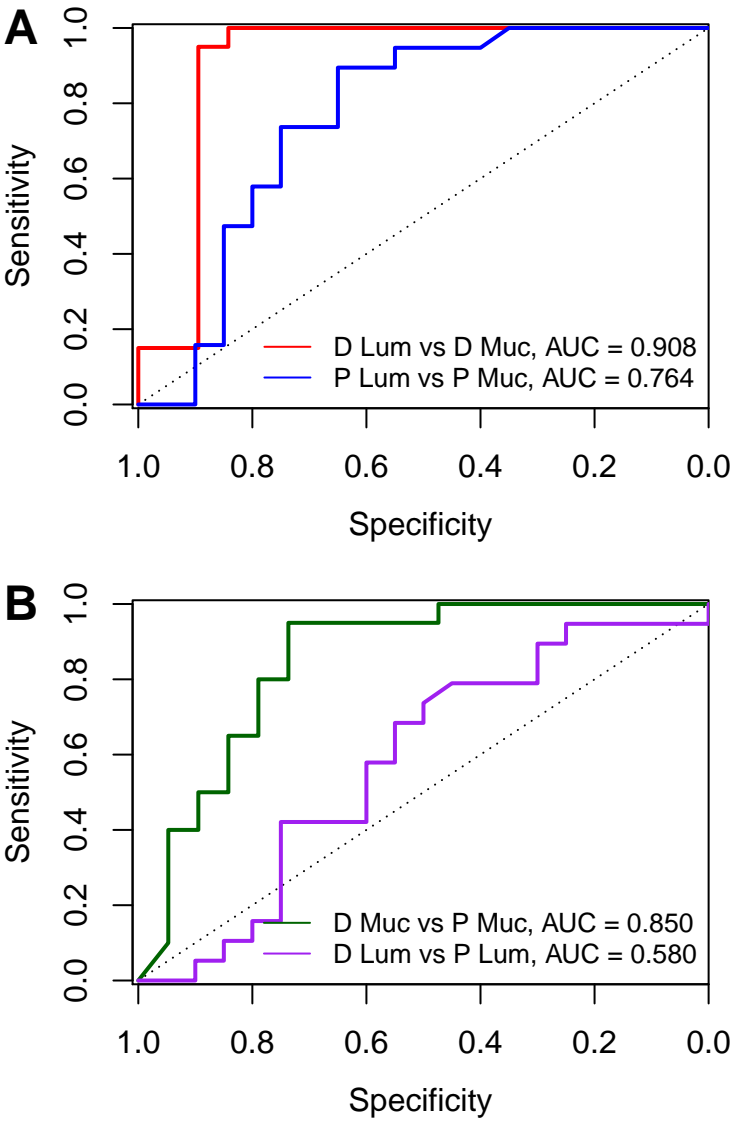 A
Sensitivity
1.0
0.8
0.6
0.4
0.2
0.0
D Lum vs D Muc, AUC = 0.908
P Lum vs P Muc, AUC = 0.764
1.0 0.8 0.6 0.4 0.2 0.0
Specificity
B
Sensitivity
1.0
0.8
0.6
0.4
0.2
0.0
D Muc vs P Muc, AUC = 0.850
D Lum vs P Lum, AUC = 0.580
1.0 0.8 0.6 0.4 0.2 0.0
Specificity